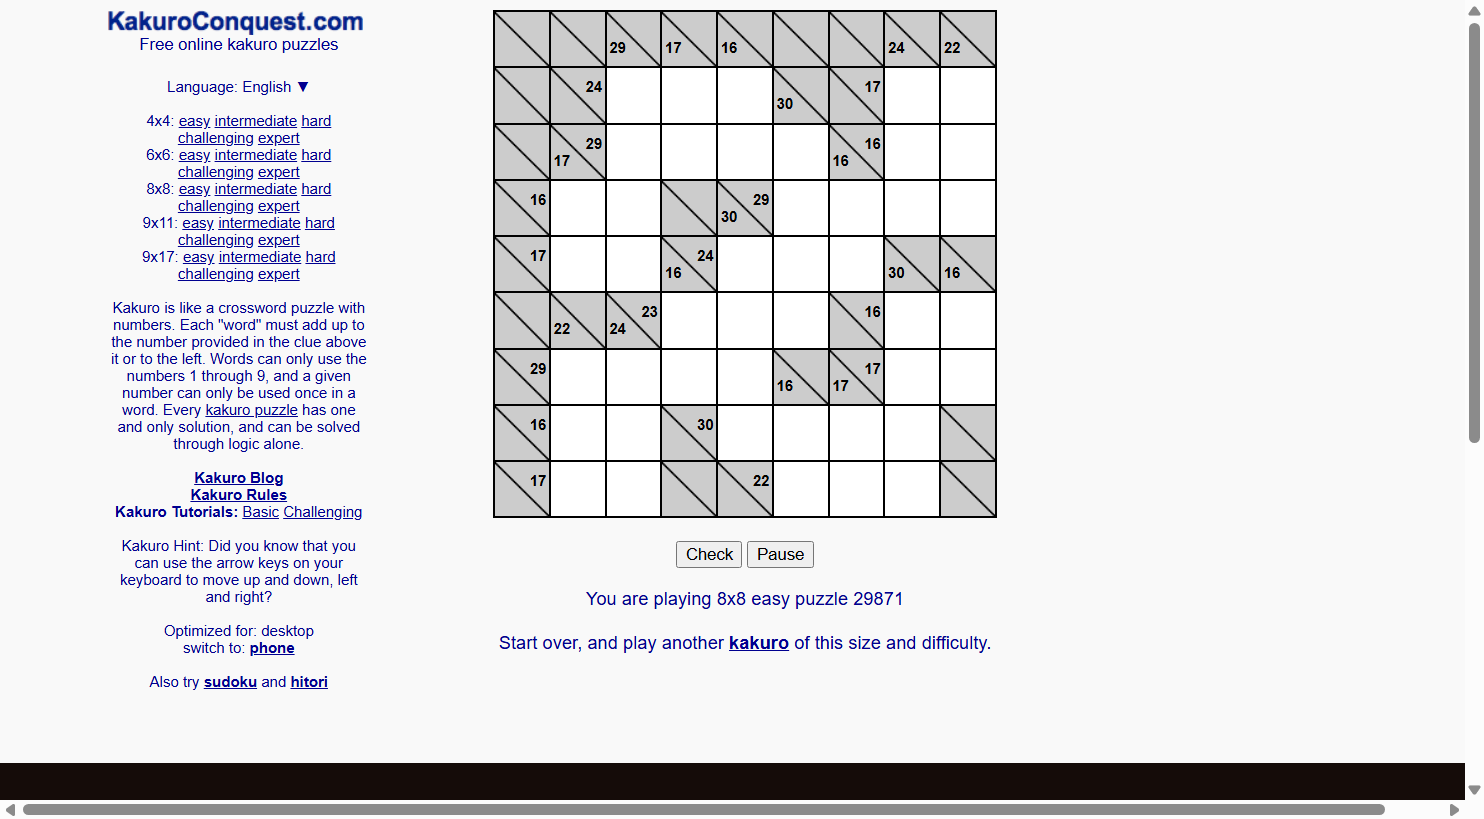 KakuroConquest.com
Free online kakuro puzzles
Language: English ▼
4x4: easy intermediate hard
challenging expert
6x6: easy intermediate hard
challenging expert
8x8: easy intermediate hard
challenging expert
9x11: easy intermediate hard
challenging expert
9x17: easy intermediate hard
challenging expert
Kakuro is like a crossword puzzle with
numbers. Each "word" must add up to
the number provided in the clue above
it or to the left. Words can only use the
numbers 1 through 9, and a given
number can only be used once in a
word. Every kakuro puzzle has one
and only solution, and can be solved
through logic alone.
Kakuro Blog
Kakuro Rules
Kakuro Tutorials: Basic Challenging
Kakuro Hint: Did you know that you
can use the arrow keys on your
keyboard to move up and down, left
and right?
Optimized for: desktop
switch to: phone
Also try sudoku and hitori
29 17 16 24 22
24 30 17
17 29 16 16
16 30 29
17 16 24 30 16
22 24 23 16
29 16 17 17
16 30
17 22
Check Pause
You are playing 8x8 easy puzzle 29871
Start over, and play another kakuro of this size and difficulty.